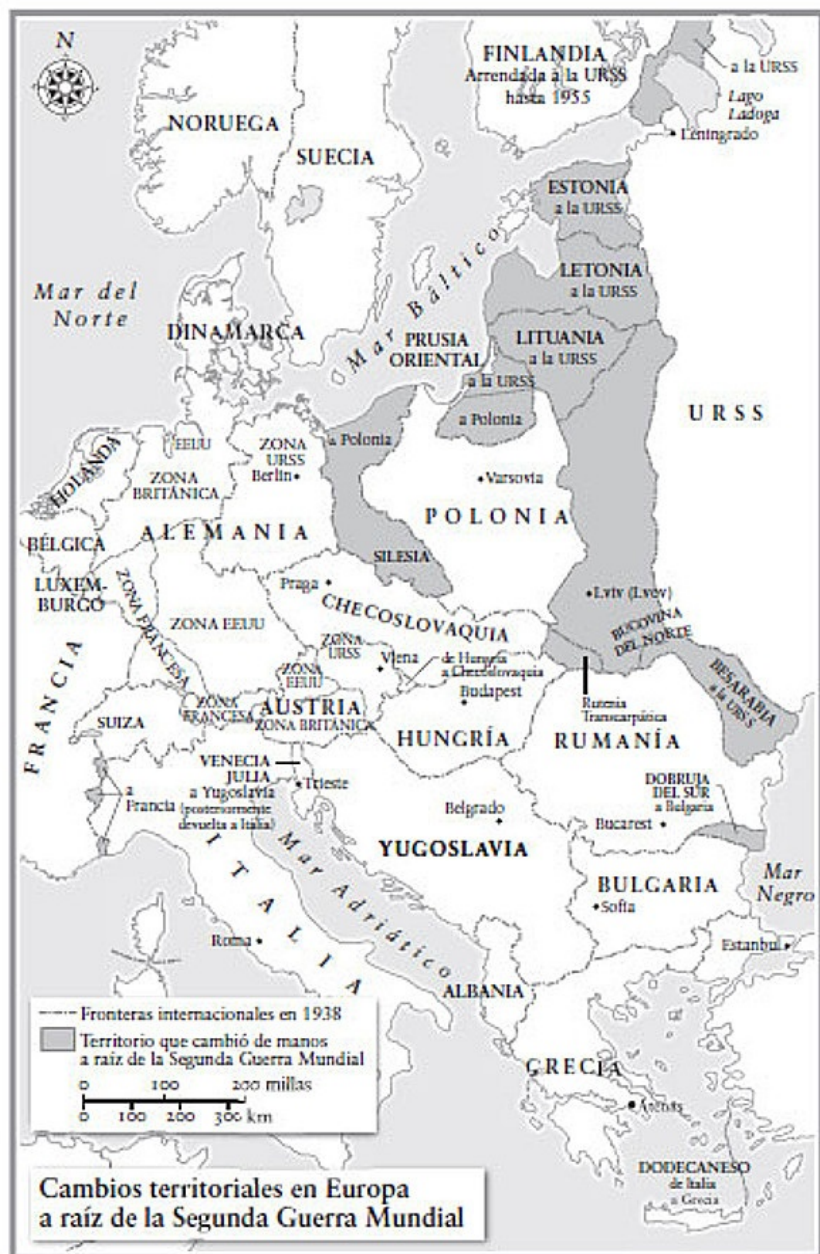 N
FINLANDIA
Arrendada a la URSS
hasta 1955
a la URSS
Lago
Ladoga
Leningrado
NORUEGA
SUECIA
ESTONIA
a la URSS
Mar Báltico
LETONIA
a la URSS
Mar del
Norte
DINAMARCA
PRUSIA
ORIENTAL
LITUANIA
a la URSS
a la URSS
a Polonia
a Polonia
URSS
HOLANDA
EEUU
ZONA
BRITÁNICA
ZONA
URSS
Berlín
Varsovia
POLONIA
ALEMANIA
BÉLGICA
SILESIA
LUXEM-
BURGO
ZONA FRANCESA
ZONA EEUU
Praga
CHECOSLOVAQUIA
Lviv (Lvov)
BUCOVINA
DEL NORTE
ZONA
URSS
Viena
de Hungría
a Checoslovaquia
ZONA
EEUU
Budapest
Rutenia
Transcarpática
BESARABIA
a la URSS
FRANCIA
SUIZA
ZONA
FRANCESA
AUSTRIA
ZONA BRITÁNICA
HUNGRÍA
RUMANÍA
VENECIA
JULIA
a Yugoslavia
(posteriormente
devuelta a Italia)
Trieste
a
Francia
Belgrado
DOBRUJA
DEL SUR
a Bulgaria
Bucarest
YUGOSLAVIA
ITALIA
Mar Adriático
BULGARIA
Sofía
Mar
Negro
Roma
Estanbul
ALBANIA
GRECIA
Atenas
DODECANESO
de Italia
a Grecia
Fronteras internacionales en 1938
Territorio que cambió de manos
a raíz de la Segunda Guerra Mundial
0 100 200 millas
0 100 200 300 km
Cambios territoriales en Europa
a raíz de la Segunda Guerra Mundial